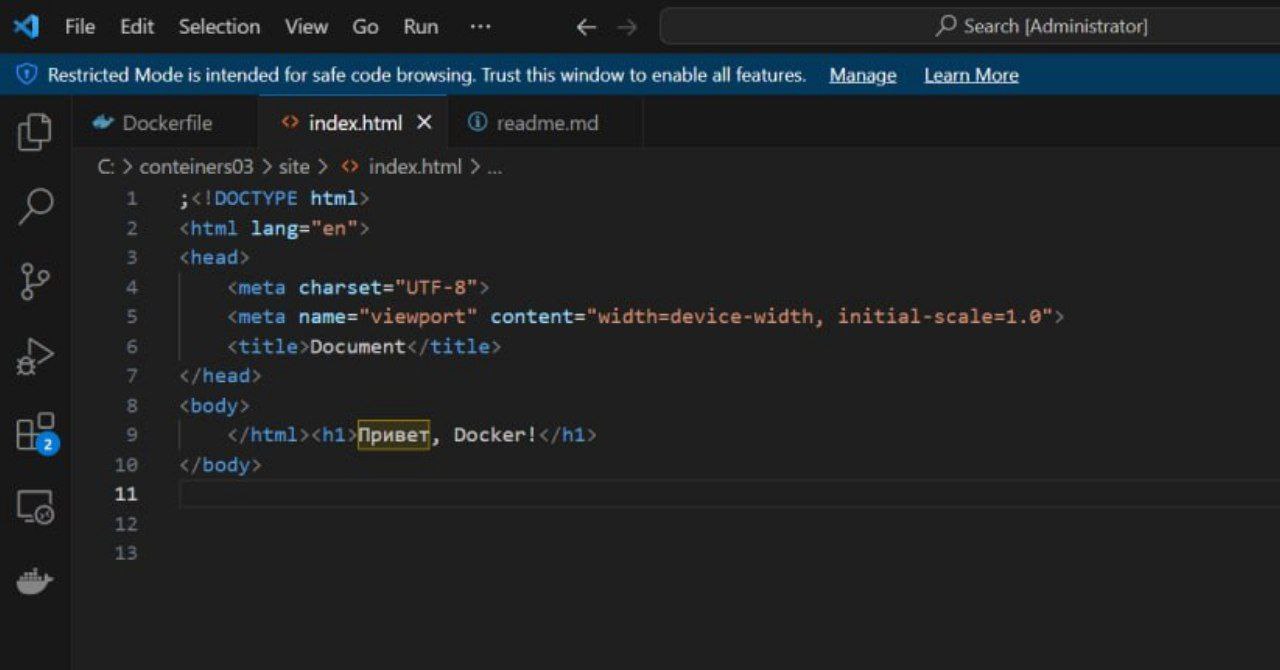 File Edit Selection View Go Run ··· ← → Search [Administrator]
Restricted Mode is intended for safe code browsing. Trust this window to enable all features. Manage Learn More
Dockerfile <> index.html × readme.md
C: > conteiners03 > site > <> index.html > ...
1 ;<!DOCTYPE html>
2 <html lang="en">
3 <head>
4 <meta charset="UTF-8">
5 <meta name="viewport" content="width=device-width, initial-scale=1.0">
6 <title>Document</title>
7 </head>
8 <body>
9 </html><h1>Привет, Docker!</h1>
10 </body>
11
12
13
2